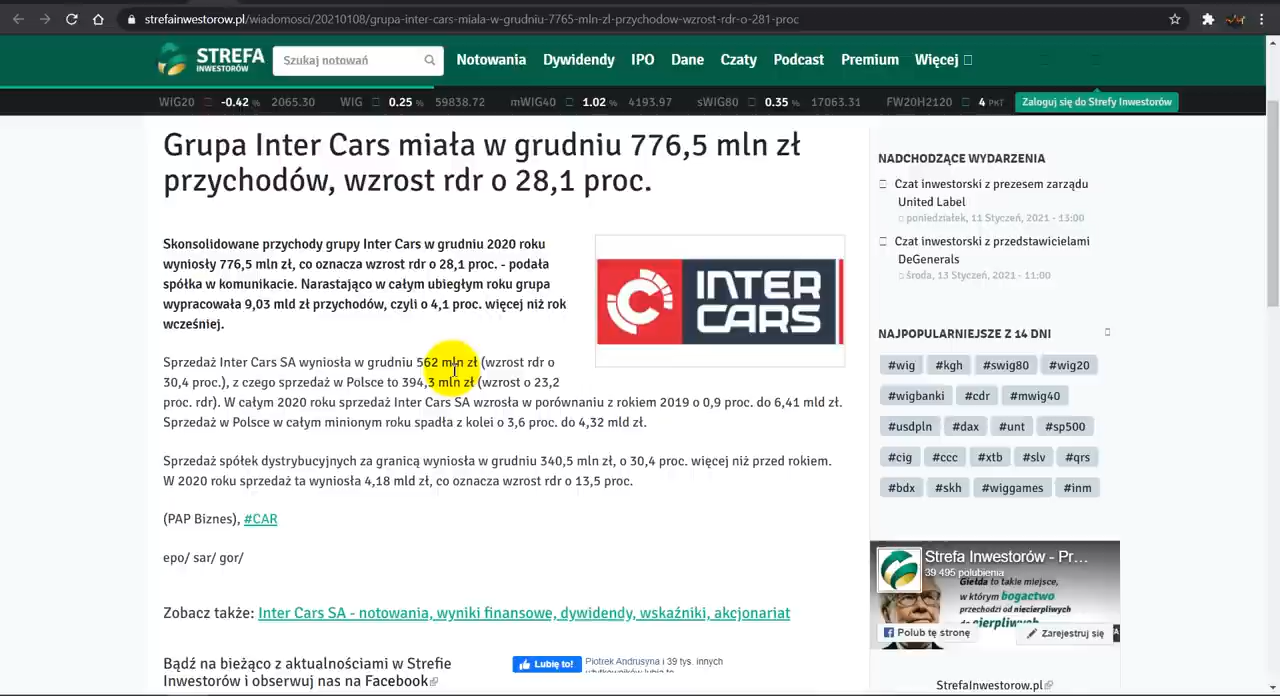 strefainwestorow.pl/wiadomosci/20210108/grupa-inter-cars-miala-w-grudniu-7765-mln-zl-przychodow-wzrost-rdr-o-281-proc
STREFA
INWESTORÓW
Szukaj notowań
Notowania Dywidendy IPO Dane Czaty Podcast Premium Więcej
WIG20 -0.42 % 2065.30 WIG 0.25 % 59838.72 mWIG40 1.02 % 4193.97 sWIG80 0.35 % 17063.31 FW20H2120 4 PKT Zaloguj się do Strefy Inwestorów
Grupa Inter Cars miała w grudniu 776,5 mln zł
przychodów, wzrost rdr o 28,1 proc.
Skonsolidowane przychody grupy Inter Cars w grudniu 2020 roku
wyniosły 776,5 mln zł, co oznacza wzrost rdr o 28,1 proc. - podała
spółka w komunikacie. Narastająco w całym ubiegłym roku grupa
wypracowała 9,03 mld zł przychodów, czyli o 4,1 proc. więcej niż rok
wcześniej.
INTER
CARS
Sprzedaż Inter Cars SA wyniosła w grudniu 562 mln zł (wzrost rdr o
30,4 proc.), z czego sprzedaż w Polsce to 394,3 mln zł (wzrost o 23,2
proc. rdr). W całym 2020 roku sprzedaż Inter Cars SA wzrosła w porównaniu z rokiem 2019 o 0,9 proc. do 6,41 mld zł.
Sprzedaż w Polsce w całym minionym roku spadła z kolei o 3,6 proc. do 4,32 mld zł.
Sprzedaż spółek dystrybucyjnych za granicą wyniosła w grudniu 340,5 mln zł, o 30,4 proc. więcej niż przed rokiem.
W 2020 roku sprzedaż ta wyniosła 4,18 mld zł, co oznacza wzrost rdr o 13,5 proc.
(PAP Biznes), #CAR
epo/ sar/ gor/
Zobacz także: Inter Cars SA - notowania, wyniki finansowe, dywidendy, wskaźniki, akcjonariat
Bądź na bieżąco z aktualnościami w Strefie
Inwestorów i obserwuj nas na Facebook
Lubię to!
Piotrek Andrusyna i 39 tys. innych
NADCHODZĄCE WYDARZENIA
Czat inwestorski z prezesem zarządu
United Label
poniedziałek, 11 Styczeń, 2021 - 13:00
Czat inwestorski z przedstawicielami
DeGenerals
środa, 13 Styczeń, 2021 - 11:00
NAJPOPULARNIEJSZE Z 14 DNI
#wig #kgh #swig80 #wig20
#wigbanki #cdr #mwig40
#usdpln #dax #unt #sp500
#cig #ccc #xtb #slv #qrs
#bdx #skh #wiggames #inm
Strefa Inwestorów - Pr…
39 495 polubienia
Giełda to takie miejsce,
w którym bogactwo
przechodzi od niecierpliwych
do cierpliwych.
Polub tę stronę
Zarejestruj się
StrefaInwestorow.pl